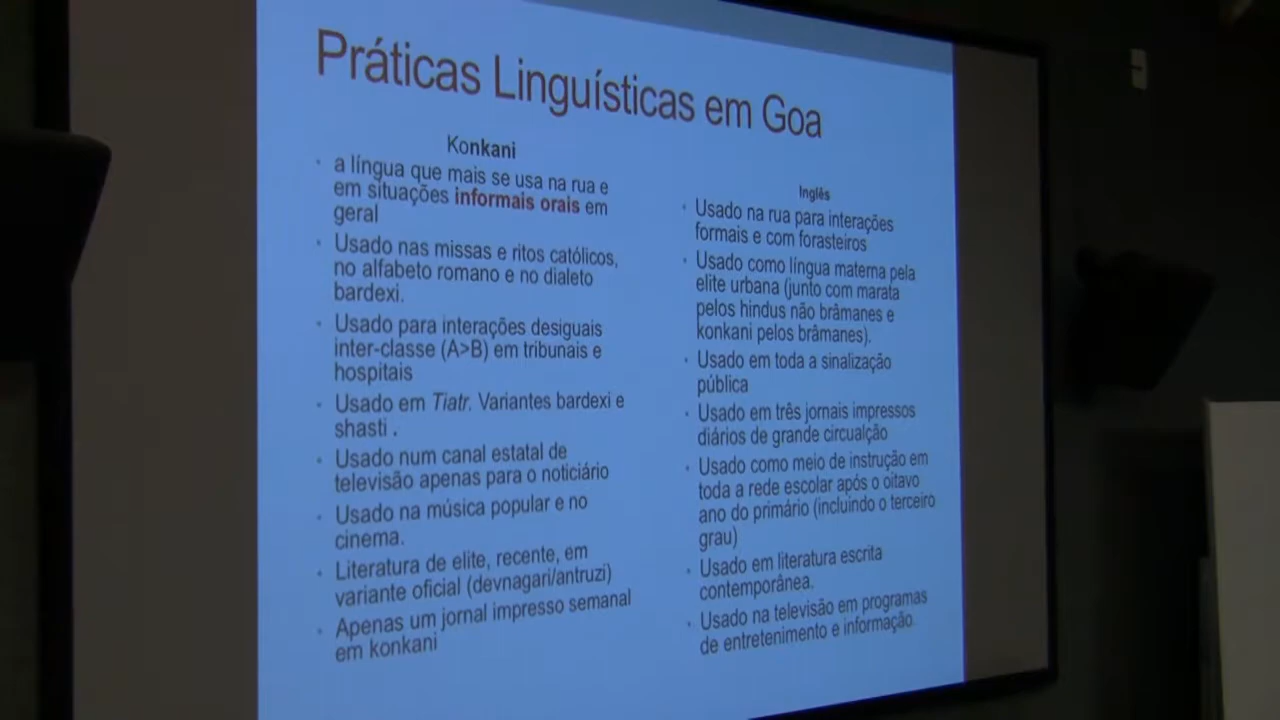 Práticas Linguísticas em Goa
Konkani
• a língua que mais se usa na rua e
em situações informais orais em
geral
• Usado nas missas e ritos católicos,
no alfabeto romano e no dialeto
bardexi.
• Usado para interações desiguais
inter-classe (A>B) em tribunais e
hospitais
• Usado em Tiatr. Variantes bardexi e
shasti .
• Usado num canal estatal de
televisão apenas para o noticiário
• Usado na música popular e no
cinema.
• Literatura de elite, recente, em
variante oficial (devnagari/antruzi)
• Apenas um jornal impresso semanal
em konkani
Inglês
• Usado na rua para interações
formais e com forasteiros
• Usado como língua materna pela
elite urbana (junto com marata
pelos hindus não brâmanes e
konkani pelos brâmanes).
• Usado em toda a sinalização
pública
• Usado em três jornais impressos
diários de grande circualção
• Usado como meio de instrução em
toda a rede escolar após o oitavo
ano do primário (incluindo o terceiro
grau)
• Usado em literatura escrita
contemporânea.
• Usado na televisão em programas
de entretenimento e informação.